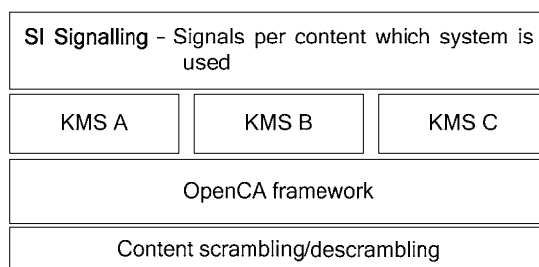 SI Signalling - Signals per content which system is
used
KMS A
KMS B
KMS C
OpenCA framework
Content scrambling/descrambling